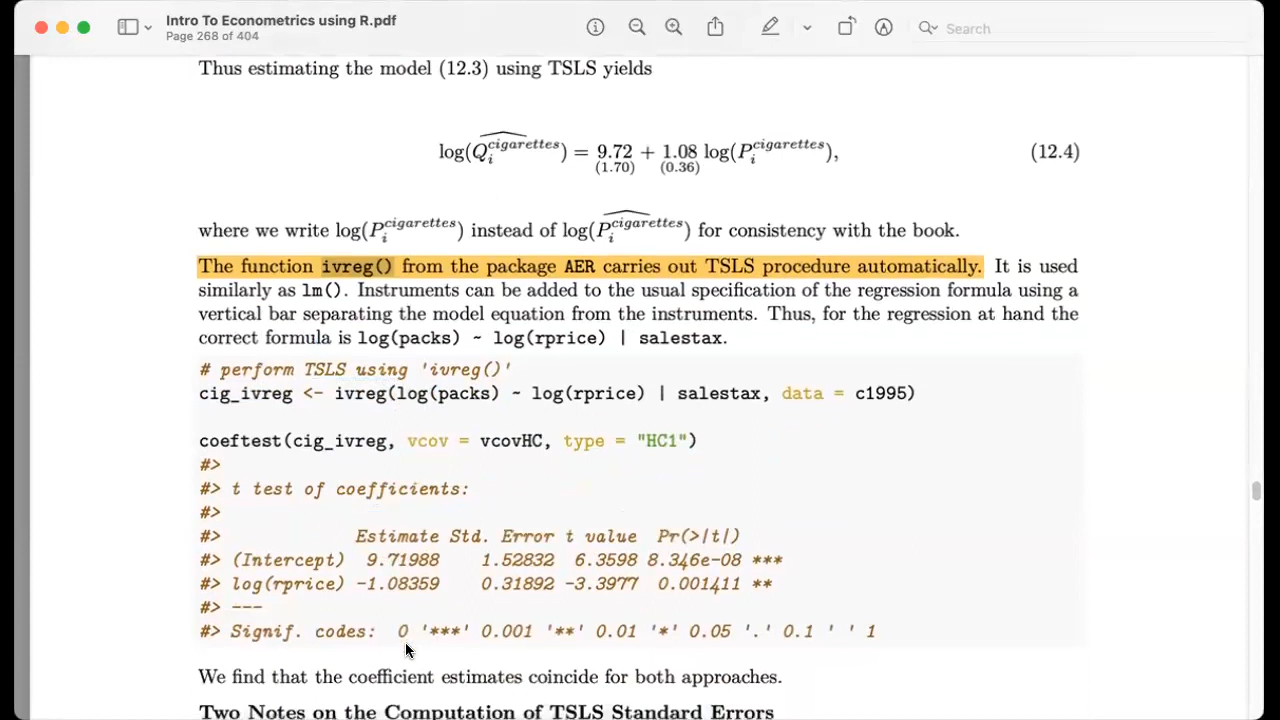 Intro To Econometrics using R.pdf
Page 268 of 404
Search
Thus estimating the model (12.3) using TSLS yields
log(Q̂_i^{cigarettes}) = 9.72 + 1.08 log(P_i^{cigarettes}), (12.4)
(1.70) (0.36)
where we write log(P_i^{cigarettes}) instead of log(P̂_i^{cigarettes}) for consistency with the book.
The function ivreg() from the package AER carries out TSLS procedure automatically. It is used
similarly as lm(). Instruments can be added to the usual specification of the regression formula using a
vertical bar separating the model equation from the instruments. Thus, for the regression at hand the
correct formula is log(packs) ~ log(rprice) | salestax.
# perform TSLS using 'ivreg()'
cig_ivreg <- ivreg(log(packs) ~ log(rprice) | salestax, data = c1995)
coeftest(cig_ivreg, vcov = vcovHC, type = "HC1")
#>
#> t test of coefficients:
#>
#> Estimate Std. Error t value Pr(>|t|)
#> (Intercept) 9.71988 1.52832 6.3598 8.346e-08 ***
#> log(rprice) -1.08359 0.31892 -3.3977 0.001411 **
#> ---
#> Signif. codes: 0 '***' 0.001 '**' 0.01 '*' 0.05 '.' 0.1 ' ' 1
We find that the coefficient estimates coincide for both approaches.
Two Notes on the Computation of TSLS Standard Errors